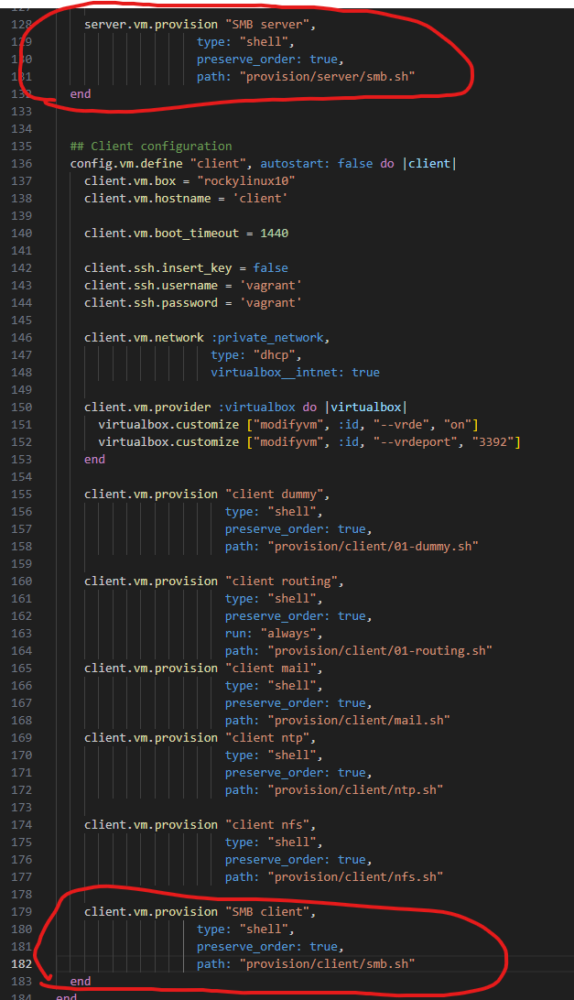 127
128 server.vm.provision "SMB server",
129 type: "shell",
130 preserve_order: true,
131 path: "provision/server/smb.sh"
132 end
133
134
135 ## Client configuration
136 config.vm.define "client", autostart: false do |client|
137 client.vm.box = "rockylinux10"
138 client.vm.hostname = 'client'
139
140 client.vm.boot_timeout = 1440
141
142 client.ssh.insert_key = false
143 client.ssh.username = 'vagrant'
144 client.ssh.password = 'vagrant'
145
146 client.vm.network :private_network,
147 type: "dhcp",
148 virtualbox__intnet: true
149
150 client.vm.provider :virtualbox do |virtualbox|
151 virtualbox.customize ["modifyvm", :id, "--vrde", "on"]
152 virtualbox.customize ["modifyvm", :id, "--vrdeport", "3392"]
153 end
154
155 client.vm.provision "client dummy",
156 type: "shell",
157 preserve_order: true,
158 path: "provision/client/01-dummy.sh"
159
160 client.vm.provision "client routing",
161 type: "shell",
162 preserve_order: true,
163 run: "always",
164 path: "provision/client/01-routing.sh"
165 client.vm.provision "client mail",
166 type: "shell",
167 preserve_order: true,
168 path: "provision/client/mail.sh"
169 client.vm.provision "client ntp",
170 type: "shell",
171 preserve_order: true,
172 path: "provision/client/ntp.sh"
173
174 client.vm.provision "client nfs",
175 type: "shell",
176 preserve_order: true,
177 path: "provision/client/nfs.sh"
178
179 client.vm.provision "SMB client",
180 type: "shell",
181 preserve_order: true,
182 path: "provision/client/smb.sh"
183 end
184 end